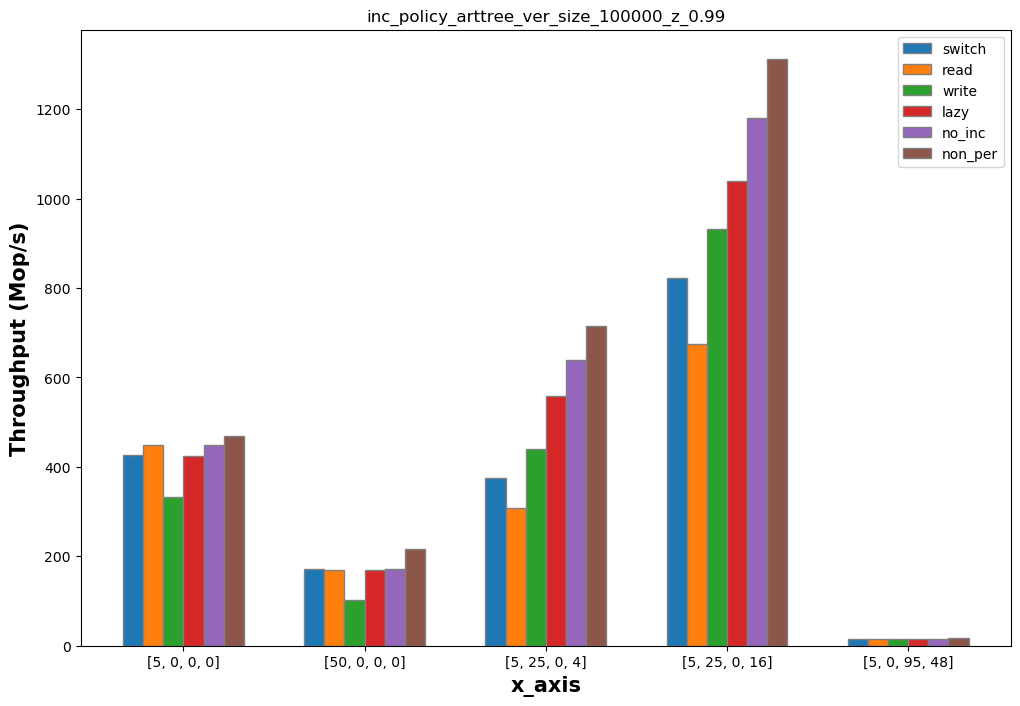 inc_policy_arttree_ver_size_100000_z_0.99
switch
read
write
lazy
no_inc
non_per
Throughput (Mop/s)
1200
1000
800
600
400
200
0
[5, 0, 0, 0]
[50, 0, 0, 0]
[5, 25, 0, 4]
[5, 25, 0, 16]
[5, 0, 95, 48]
x_axis